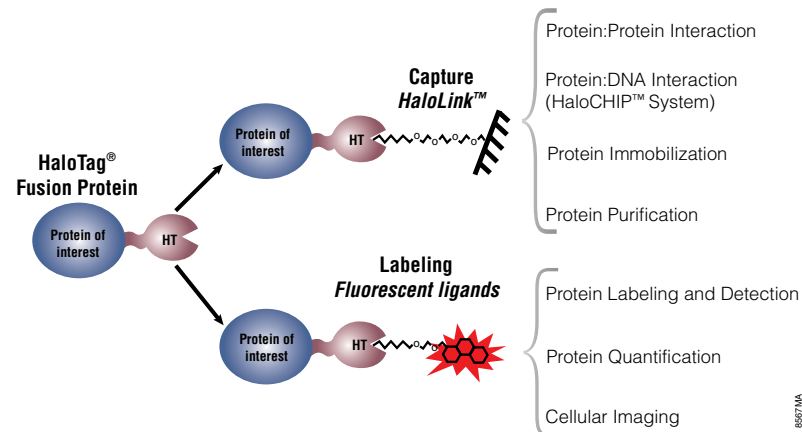 HaloTag®
Fusion Protein
Protein of
interest
HT
Capture
HaloLink™
Protein of
interest
HT
o
o
o
o
Protein:Protein Interaction
Protein:DNA Interaction
(HaloCHIP™ System)
Protein Immobilization
Protein Purification
Labeling
Fluorescent ligands
Protein of
interest
HT
o
o
Protein Labeling and Detection
Protein Quantification
Cellular Imaging
8567MA